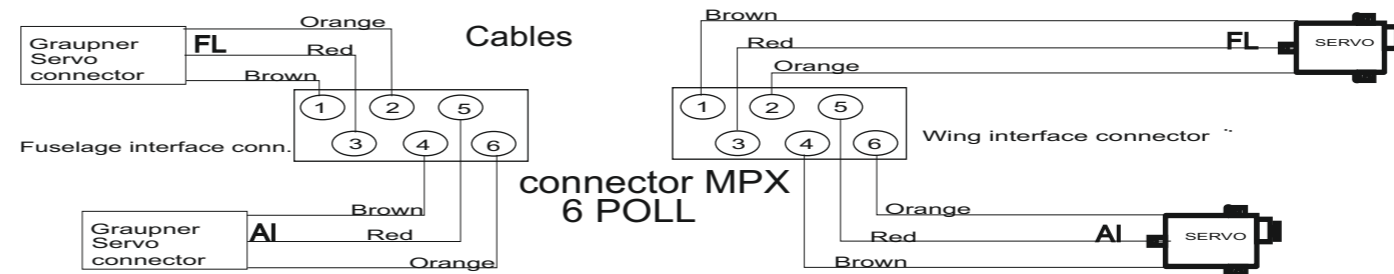 Orange
Graupner
Servo
connector
FL
Red
Brown
Cables
1
2
5
3
4
6
Fuselage interface conn.
Brown
Graupner
Servo
connector
AI
Red
Orange
connector MPX
6 POLL
Brown
Red
FL
SERVO
Orange
1
2
5
3
4
6
Wing interface connector
Orange
Red
AI
SERVO
Brown